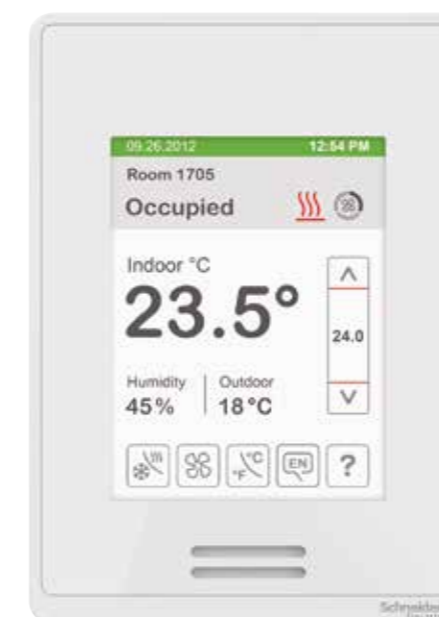 09.26.2012 12:54 PM
Room 1705
Occupied
Indoor °C
23.5°
24.0
Humidity Outdoor
45% 18°C
°F °C EN ?
Schneider